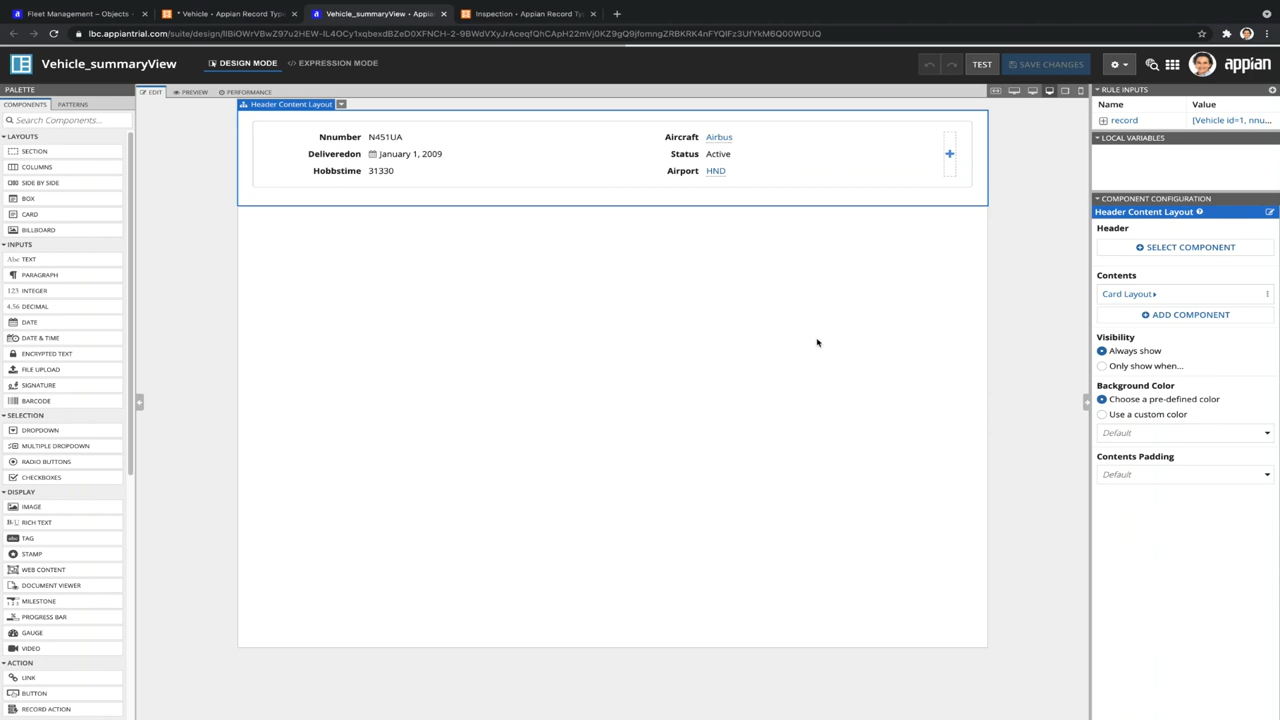 Fleet Management - Objects -
* Vehicle • Appian Record Type
Vehicle_summaryView • Appian
Inspection • Appian Record Typ
lbc.appiantrial.com/suite/design/
Vehicle_summaryView
DESIGN MODE
EXPRESSION MODE
TEST
SAVE CHANGES
appian
PALETTE
EDIT
PREVIEW
PERFORMANCE
RULE INPUTS
COMPONENTS
PATTERNS
Header Content Layout
Name
Value
Search Components...
record
[Vehicle id=1, nnu...
LAYOUTS
Nnumber N451UA
Aircraft Airbus
LOCAL VARIABLES
SECTION
Deliveredon January 1, 2009
Status Active
COLUMNS
Hobbstime 31330
Airport HND
SIDE BY SIDE
BOX
COMPONENT CONFIGURATION
CARD
Header Content Layout
BILLBOARD
Header
INPUTS
SELECT COMPONENT
Abc TEXT
PARAGRAPH
Contents
123 INTEGER
Card Layout
4.56 DECIMAL
ADD COMPONENT
DATE
DATE & TIME
Visibility
ENCRYPTED TEXT
Always show
FILE UPLOAD
Only show when...
SIGNATURE
Background Color
BARCODE
Choose a pre-defined color
SELECTION
Use a custom color
DROPDOWN
Default
MULTIPLE DROPDOWN
Contents Padding
RADIO BUTTONS
Default
CHECKBOXES
DISPLAY
IMAGE
RICH TEXT
TAG
STAMP
WEB CONTENT
DOCUMENT VIEWER
MILESTONE
PROGRESS BAR
GAUGE
VIDEO
ACTION
LINK
BUTTON
RECORD ACTION